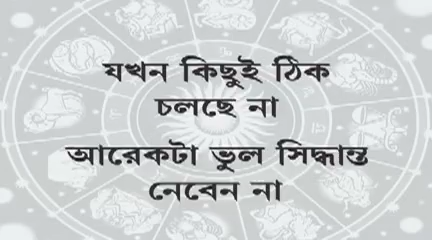 যখন কিছুই ঠিক
চলছে না
আরেকটা ভুল সিদ্ধান্ত
নেবেন না